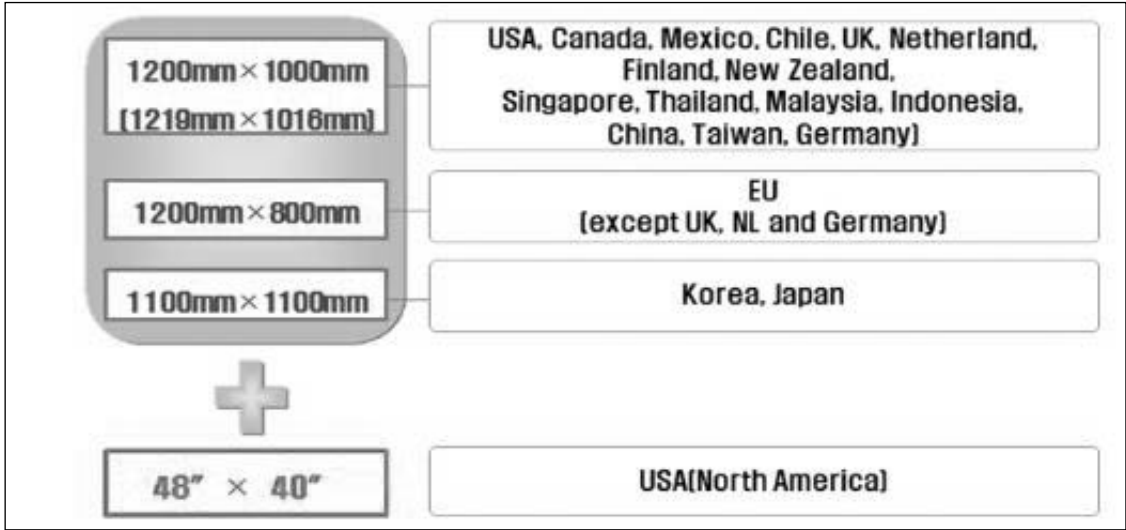 1200mm×1000mm
(1219mm×1016mm)
USA, Canada, Mexico, Chile, UK, Netherland,
Finland, New Zealand,
Singapore, Thailand, Malaysia, Indonesia,
China, Taiwan, Germany)
1200mm×800mm
EU
(except UK, NL and Germany)
1100mm×1100mm
Korea, Japan
48" × 40"
USA(North America)